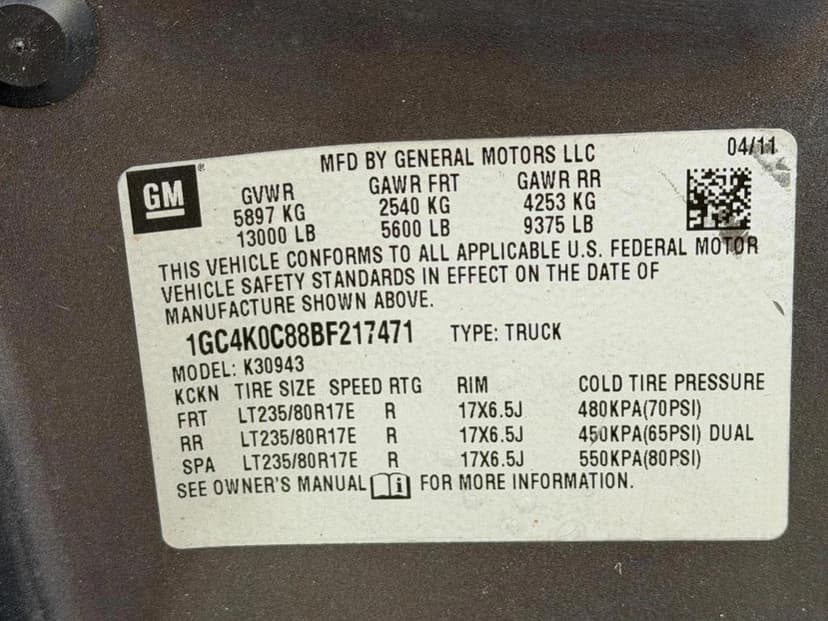 MFD BY GENERAL MOTORS LLC 04/11
GM ®
GVWR GAWR FRT GAWR RR
5897 KG 2540 KG 4253 KG
13000 LB 5600 LB 9375 LB
THIS VEHICLE CONFORMS TO ALL APPLICABLE U.S. FEDERAL MOTOR
VEHICLE SAFETY STANDARDS IN EFFECT ON THE DATE OF
MANUFACTURE SHOWN ABOVE.
1GC4K0C88BF217471 TYPE: TRUCK
MODEL: K30943
KCKN TIRE SIZE SPEED RTG RIM COLD TIRE PRESSURE
FRT LT235/80R17E R 17X6.5J 480KPA(70PSI)
RR LT235/80R17E R 17X6.5J 450KPA(65PSI) DUAL
SPA LT235/80R17E R 17X6.5J 550KPA(80PSI)
SEE OWNER'S MANUAL i FOR MORE INFORMATION.